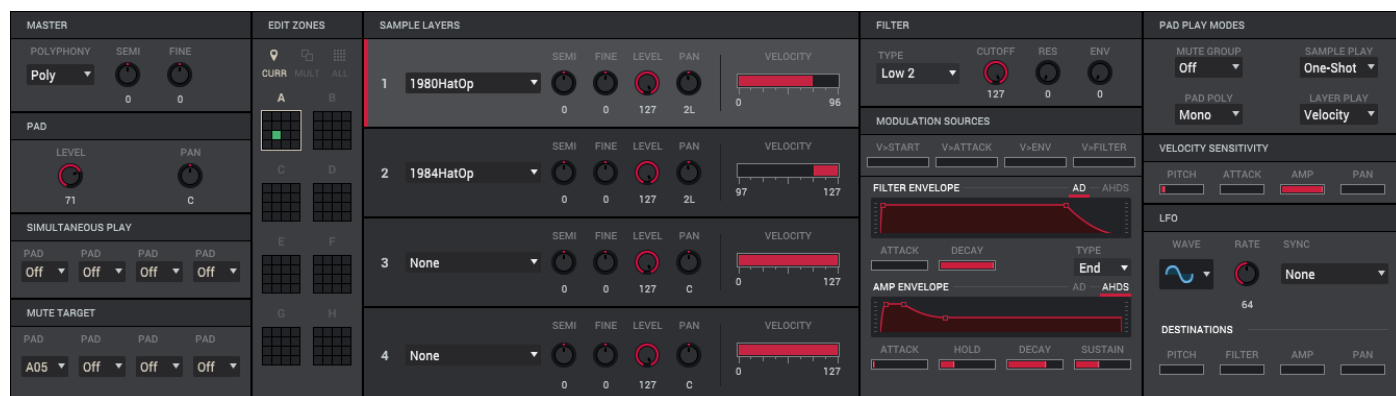 MASTER
POLYPHONY SEMI FINE
Poly
0 0
PAD
LEVEL PAN
71 C
SIMULTANEOUS PLAY
PAD PAD PAD PAD
Off Off Off Off
MUTE TARGET
PAD PAD PAD PAD
A05 Off Off Off
EDIT ZONES
CURR MULT ALL
A B
C D
E F
G H
SAMPLE LAYERS
SEMI FINE LEVEL PAN VELOCITY
1 1980HatOp
0 0 127 2L 0 96
SEMI FINE LEVEL PAN VELOCITY
2 1984HatOp
0 0 127 2L 97 127
SEMI FINE LEVEL PAN VELOCITY
3 None
0 0 127 C 0 127
SEMI FINE LEVEL PAN VELOCITY
4 None
0 0 127 C 0 127
FILTER
TYPE CUTOFF RES ENV
Low 2
127 0 0
MODULATION SOURCES
V>START V>ATTACK V>ENV V>FILTER
FILTER ENVELOPE AD AHDS
ATTACK DECAY TYPE
End
AMP ENVELOPE AD AHDS
ATTACK HOLD DECAY SUSTAIN
PAD PLAY MODES
MUTE GROUP SAMPLE PLAY
Off One-Shot
PAD POLY LAYER PLAY
Mono Velocity
VELOCITY SENSITIVITY
PITCH ATTACK AMP PAN
LFO
WAVE RATE SYNC
None
64
DESTINATIONS
PITCH FILTER AMP PAN